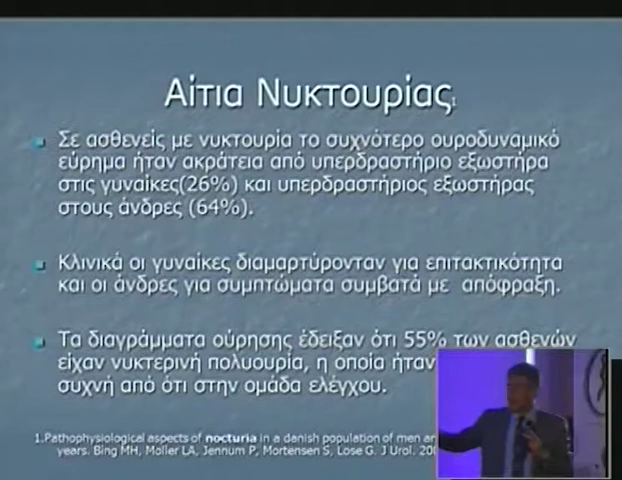 Αίτια Νυκτουρίας1
Σε ασθενείς με νυκτουρία το συχνότερο ουροδυναμικό
εύρημα ήταν ακράτεια από υπερδραστήριο εξωστήρα
στις γυναίκες(26%) και υπερδραστήριος εξωστήρας
στους άνδρες (64%).
Κλινικά οι γυναίκες διαμαρτύρονταν για επιτακτικότητα
και οι άνδρες για συμπτώματα συμβατά με απόφραξη.
Τα διαγράμματα ούρησης έδειξαν ότι 55% των ασθενών
είχαν νυκτερινή πολυουρία, η οποία ήταν
συχνή από ότι στην ομάδα ελέγχου.
1.Pathophysiological aspects of nocturia in a danish population of men
years. Bing MH, Moller LA, Jennum P, Mortensen S, Lose G. J Urol.